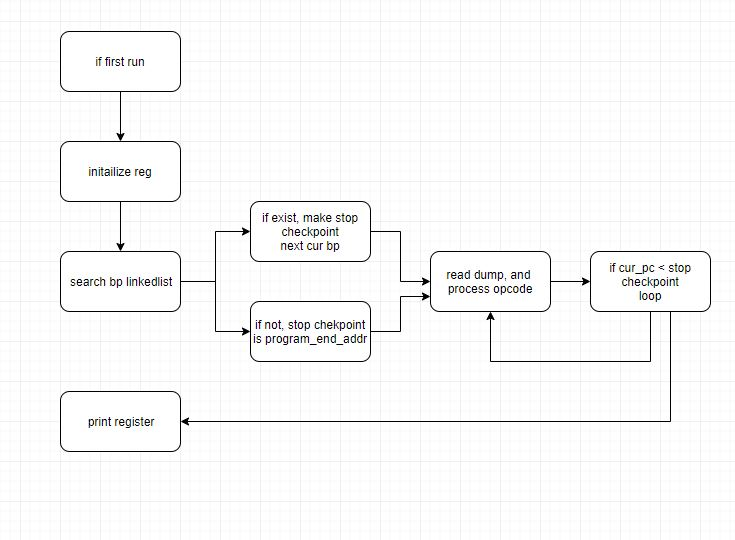 if first run
initailize reg
search bp linkedlist
if exist, make stop
checkpoint
next cur bp
if not, stop chekpoint
is program_end_addr
read dump, and
process opcode
if cur_pc < stop
checkpoint
loop
print register